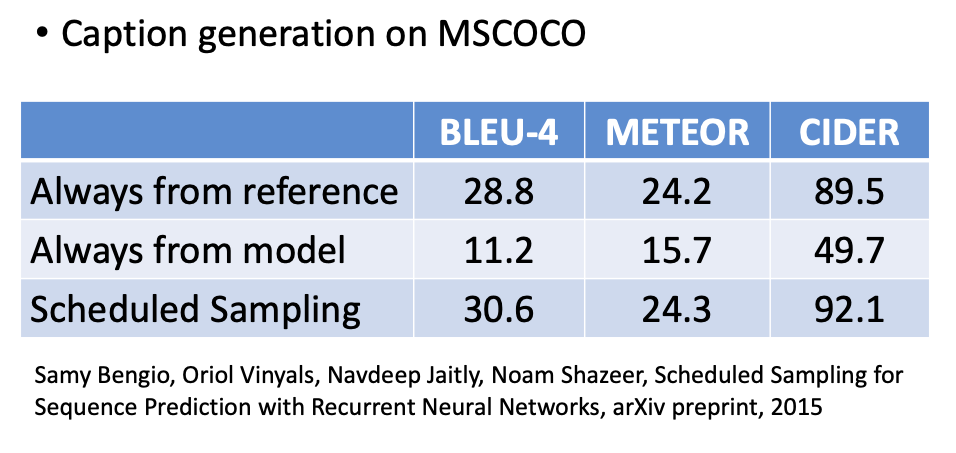 • Caption generation on MSCOCO
BLEU-4 METEOR CIDER
Always from reference 28.8 24.2 89.5
Always from model 11.2 15.7 49.7
Scheduled Sampling 30.6 24.3 92.1
Samy Bengio, Oriol Vinyals, Navdeep Jaitly, Noam Shazeer, Scheduled Sampling for
Sequence Prediction with Recurrent Neural Networks, arXiv preprint, 2015